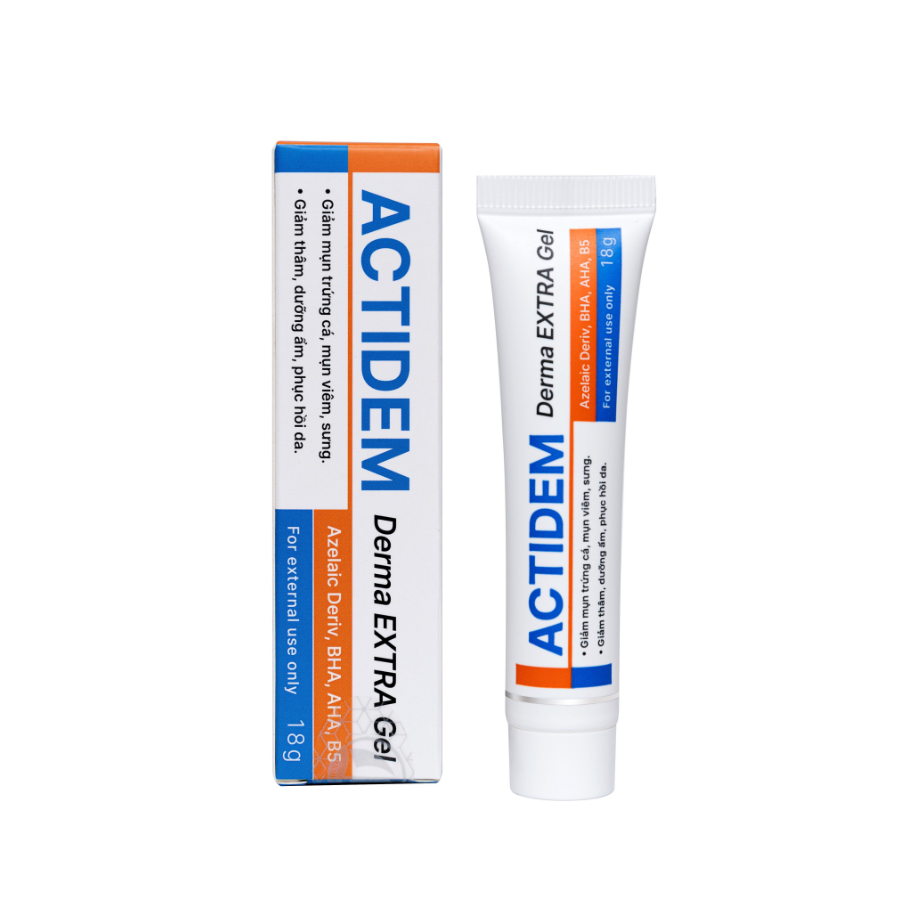 ACTIDEM Derma EXTRA Gel
• Giảm mụn trứng cá, mụn viêm, sưng.
• Giảm thâm, dưỡng ẩm, phục hồi da.
Azelaic Deriv, BHA, AHA, B5
For external use only 18g
ACTIDEM Derma EXTRA Gel
Azelaic Deriv, BHA, AHA, B5
For external use only 18g
• Giảm mụn trứng cá, mụn viêm, sưng.
• Giảm thâm, dưỡng ẩm, phục hồi da.